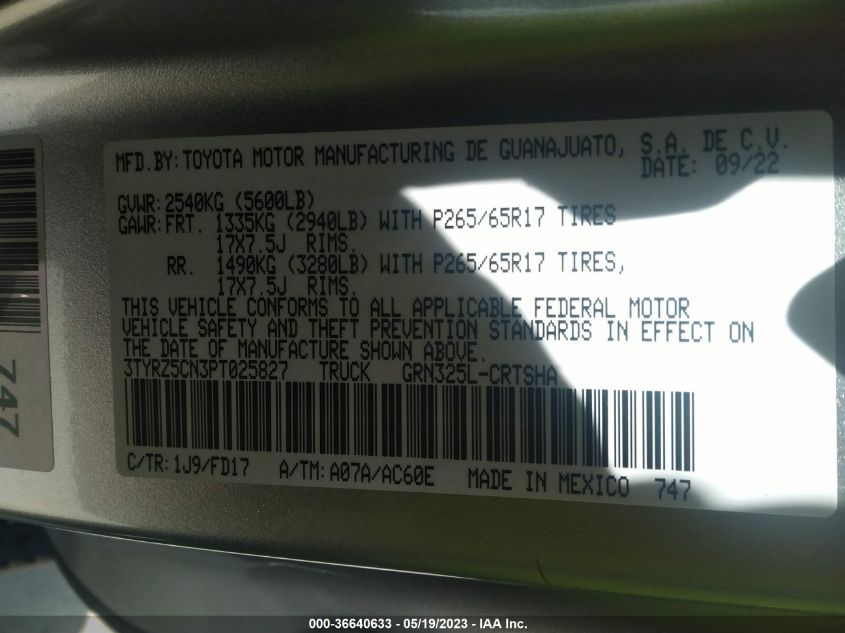 MFD.BY: TOYOTA MOTOR MANUFACTURING DE GUANAJUATO, S.A. DE C.V.
DATE: 09/22
GVWR: 2540KG (5600LB)
GAWR: FRT. 1335KG (2940LB) WITH P265/65R17 TIRES
17X7.5J RIMS.
RR. 1490KG (3280LB) WITH P265/65R17 TIRES,
17X7.5J RIMS.
THIS VEHICLE CONFORMS TO ALL APPLICABLE FEDERAL MOTOR
VEHICLE SAFETY AND THEFT PREVENTION STANDARDS IN EFFECT ON
THE DATE OF MANUFACTURE SHOWN ABOVE.
3TYRZ5CN3PT025827 TRUCK GRN325L-CRTSHA
C/TR: 1J9/FD17 A/TM: A07A/AC60E MADE IN MEXICO 747
747
000-36640633 - 05/19/2023 - IAA Inc.